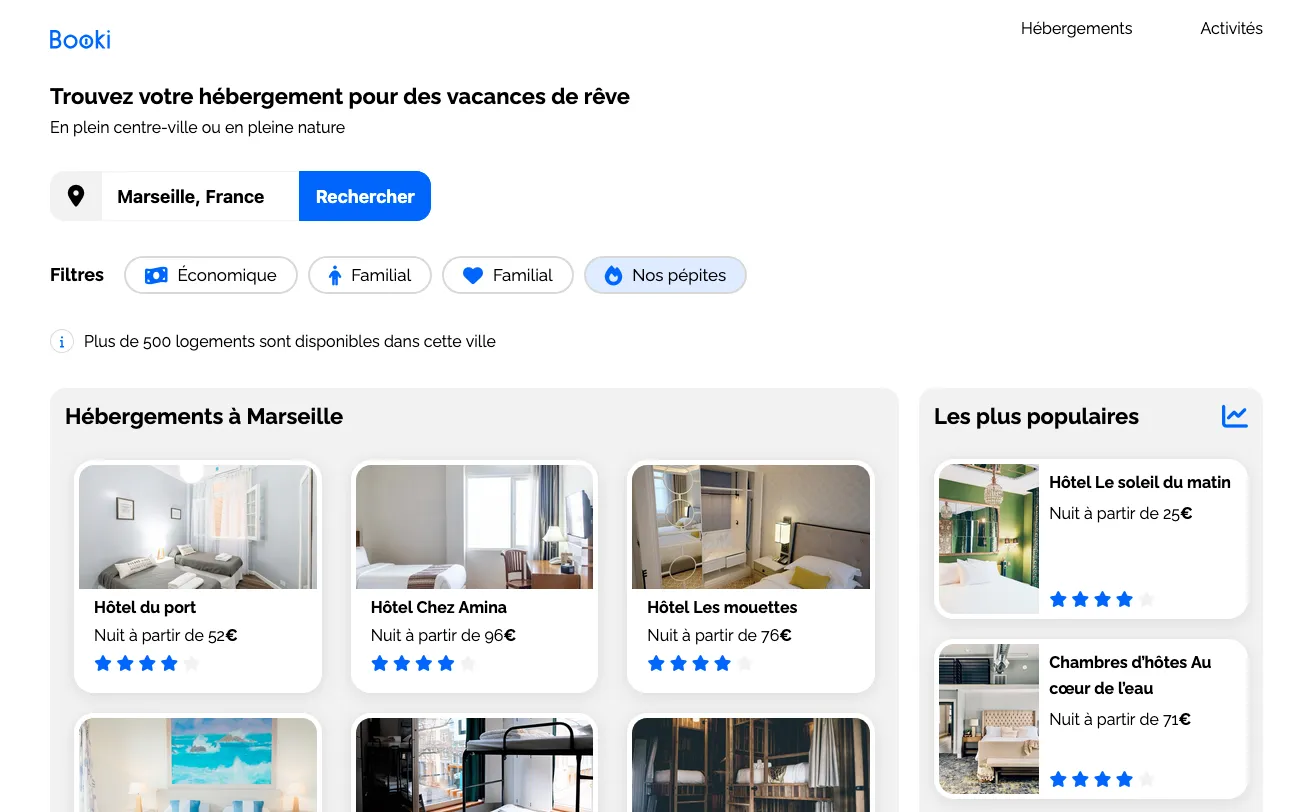 Booki
Hébergements
Activités
Trouvez votre hébergement pour des vacances de rêve
En plein centre-ville ou en pleine nature
Marseille, France
Rechercher
Filtres
Économique
Familial
Familial
Nos pépites
i
Plus de 500 logements sont disponibles dans cette ville
Hébergements à Marseille
Hôtel du port
Nuit à partir de 52€
Hôtel Chez Amina
Nuit à partir de 96€
Hôtel Les mouettes
Nuit à partir de 76€
Les plus populaires
Hôtel Le soleil du matin
Nuit à partir de 25€
Chambres d’hôtes Au
cœur de l’eau
Nuit à partir de 71€